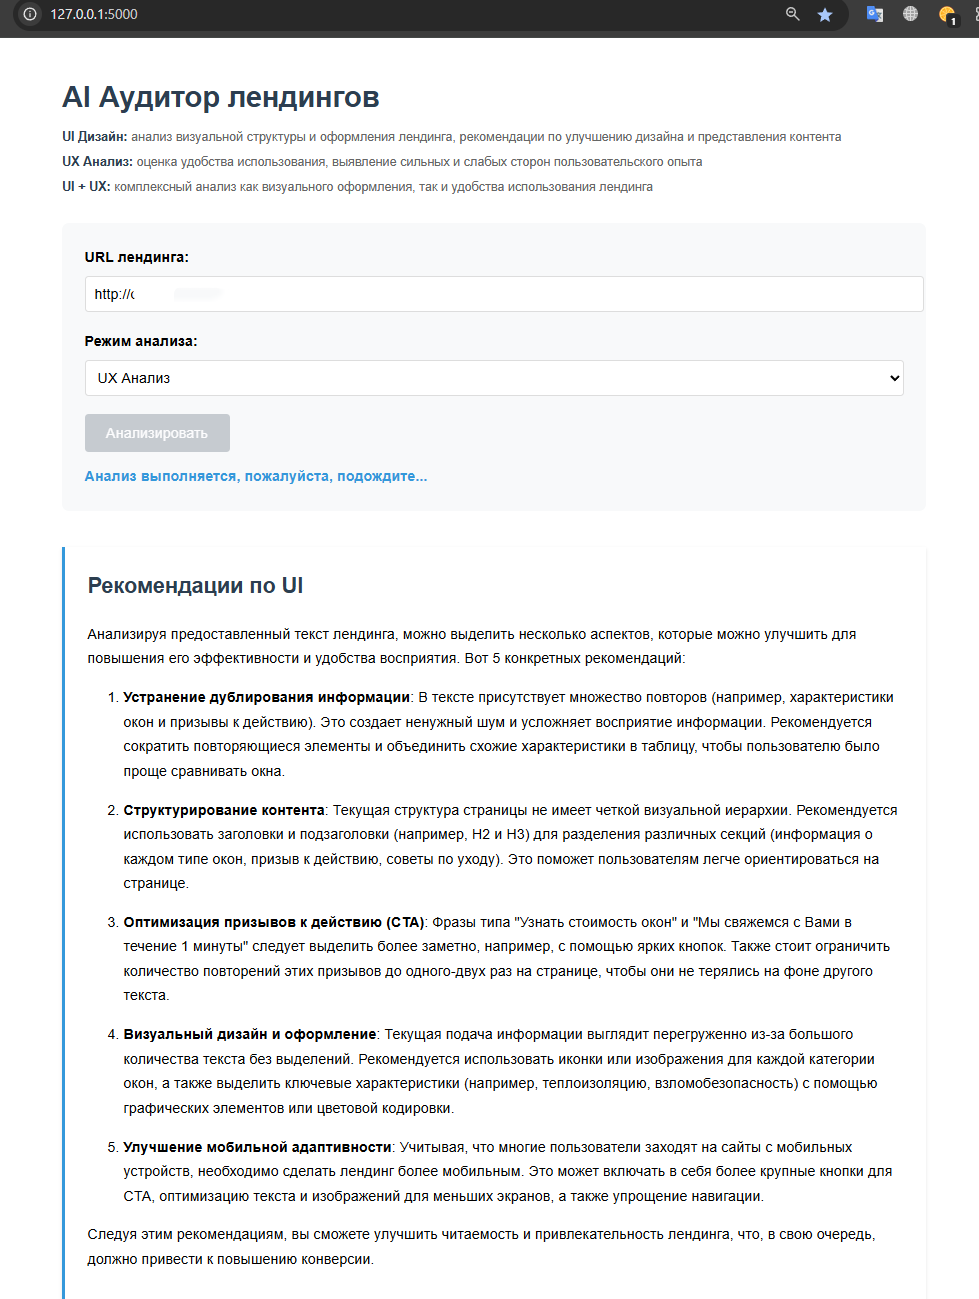 127.0.0.1:5000
1
AI Аудитор лендингов
UI Дизайн: анализ визуальной структуры и оформления лендинга, рекомендации по улучшению дизайна и представления контента
UX Анализ: оценка удобства использования, выявление сильных и слабых сторон пользовательского опыта
UI + UX: комплексный анализ как визуального оформления, так и удобства использования лендинга
URL лендинга:
http://
Режим анализа:
UX Анализ
Анализировать
Анализ выполняется, пожалуйста, подождите...
Рекомендации по UI
Анализируя предоставленный текст лендинга, можно выделить несколько аспектов, которые можно улучшить для
повышения его эффективности и удобства восприятия. Вот 5 конкретных рекомендаций:
1. Устранение дублирования информации: В тексте присутствует множество повторов (например, характеристики
окон и призывы к действию). Это создает ненужный шум и усложняет восприятие информации. Рекомендуется
сократить повторяющиеся элементы и объединить схожие характеристики в таблицу, чтобы пользователю было
проще сравнивать окна.
2. Структурирование контента: Текущая структура страницы не имеет четкой визуальной иерархии. Рекомендуется
использовать заголовки и подзаголовки (например, H2 и H3) для разделения различных секций (информация о
каждом типе окон, призыв к действию, советы по уходу). Это поможет пользователям легче ориентироваться на
странице.
3. Оптимизация призывов к действию (CTA): Фразы типа "Узнать стоимость окон" и "Мы свяжемся с Вами в
течение 1 минуты" следует выделить более заметно, например, с помощью ярких кнопок. Также стоит ограничить
количество повторений этих призывов до одного-двух раз на странице, чтобы они не терялись на фоне другого
текста.
4. Визуальный дизайн и оформление: Текущая подача информации выглядит перегруженно из-за большого
количества текста без выделений. Рекомендуется использовать иконки или изображения для каждой категории
окон, а также выделить ключевые характеристики (например, теплоизоляцию, взломобезопасность) с помощью
графических элементов или цветовой кодировки.
5. Улучшение мобильной адаптивности: Учитывая, что многие пользователи заходят на сайты с мобильных
устройств, необходимо сделать лендинг более мобильным. Это может включать в себя более крупные кнопки для
CTA, оптимизацию текста и изображений для меньших экранов, а также упрощение навигации.
Следуя этим рекомендациям, вы сможете улучшить читаемость и привлекательность лендинга, что, в свою очередь,
должно привести к повышению конверсии.